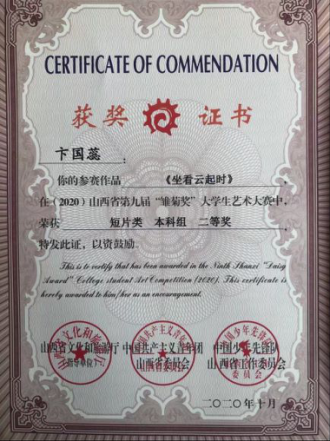 CERTIFICATE OF COMMENDATION
获奖 证书
卞国蕊 :
你的参赛作品 《坐看云起时》 ,
在(2020)山西省第九届“雏菊奖”大学生艺术大赛中,
荣获 短片类 本科组 二等奖
特发此证,以资鼓励。
This is to certify that has been awarded in the Ninth Shanxi "Daisy
Award" College student Art Competition (2020). This certificate is
hereby awarded to him/her as an encouragement.
山西省文化和旅游厅 中国共产主义青年团 中国少年先锋队
山西省委员会 山西省工作委员会
二〇二〇年十月